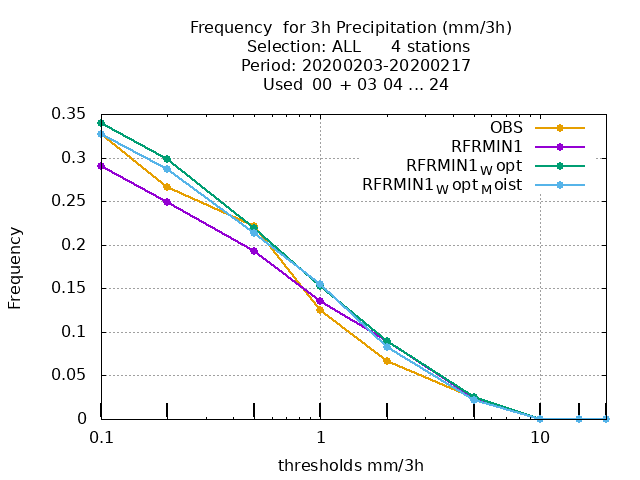 Frequency  for 3h Precipitation (mm/3h)
Selection: ALL      4 stations
Period: 20200203-20200217
Used  00 + 03 04 ... 24
OBS
RFRMIN1
RFRMIN1Wopt
RFRMIN1WoptMoist
0.35
0.3
0.25
0.2
0.15
0.1
0.05
0
Frequency
0.1 1 10
thresholds mm/3h